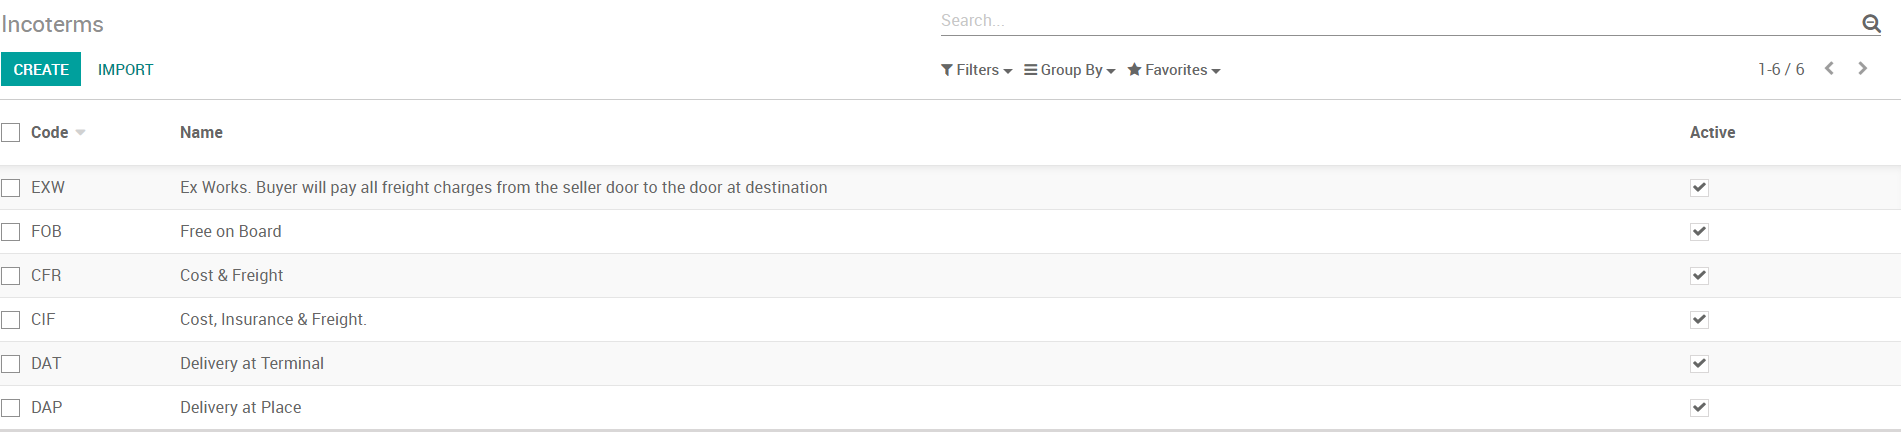 Incoterms
Search...
CREATE IMPORT
Filters Group By Favorites 1-6 / 6
Code Name Active
EXW Ex Works. Buyer will pay all freight charges from the seller door to the door at destination
FOB Free on Board
CFR Cost & Freight
CIF Cost, Insurance & Freight.
DAT Delivery at Terminal
DAP Delivery at Place